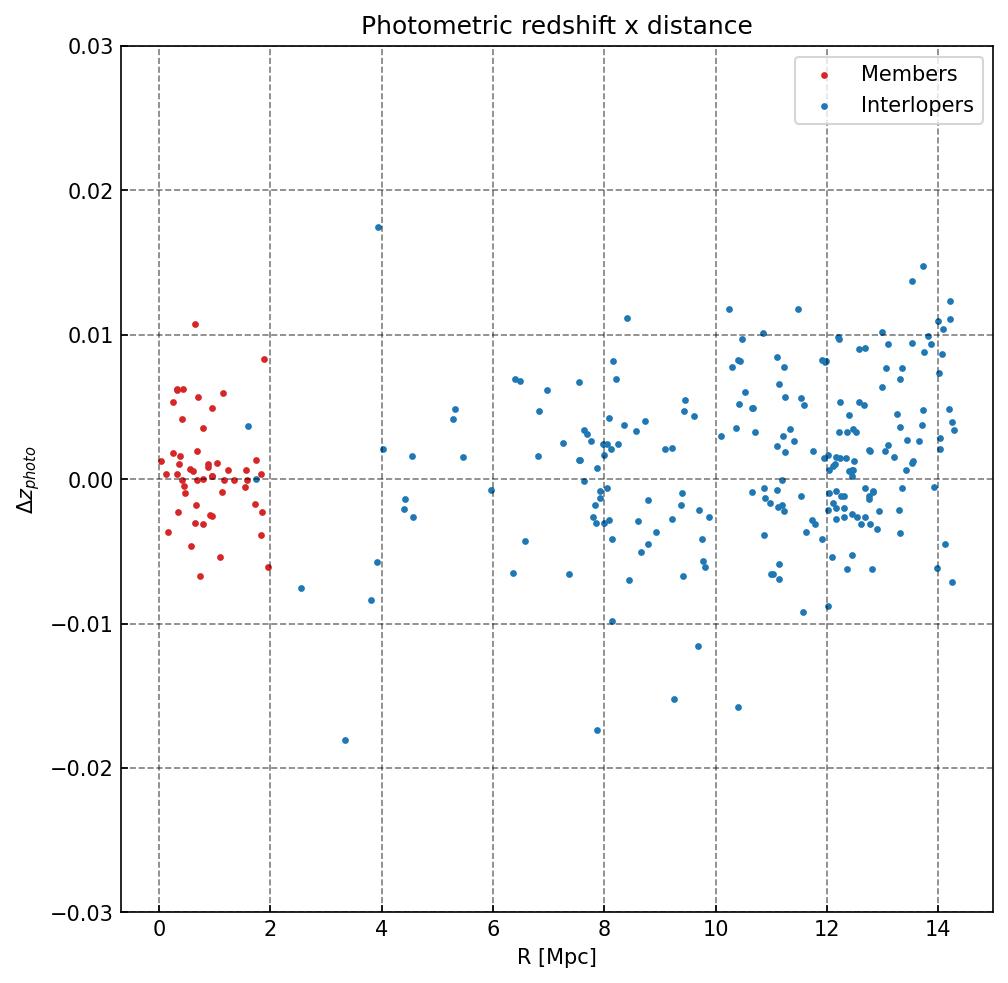 Photometric redshift x distance
Members
Interlopers
0.03
0.02
0.01
0.00
−0.01
−0.02
−0.03
Δz_photo
0 2 4 6 8 10 12 14
R [Mpc]